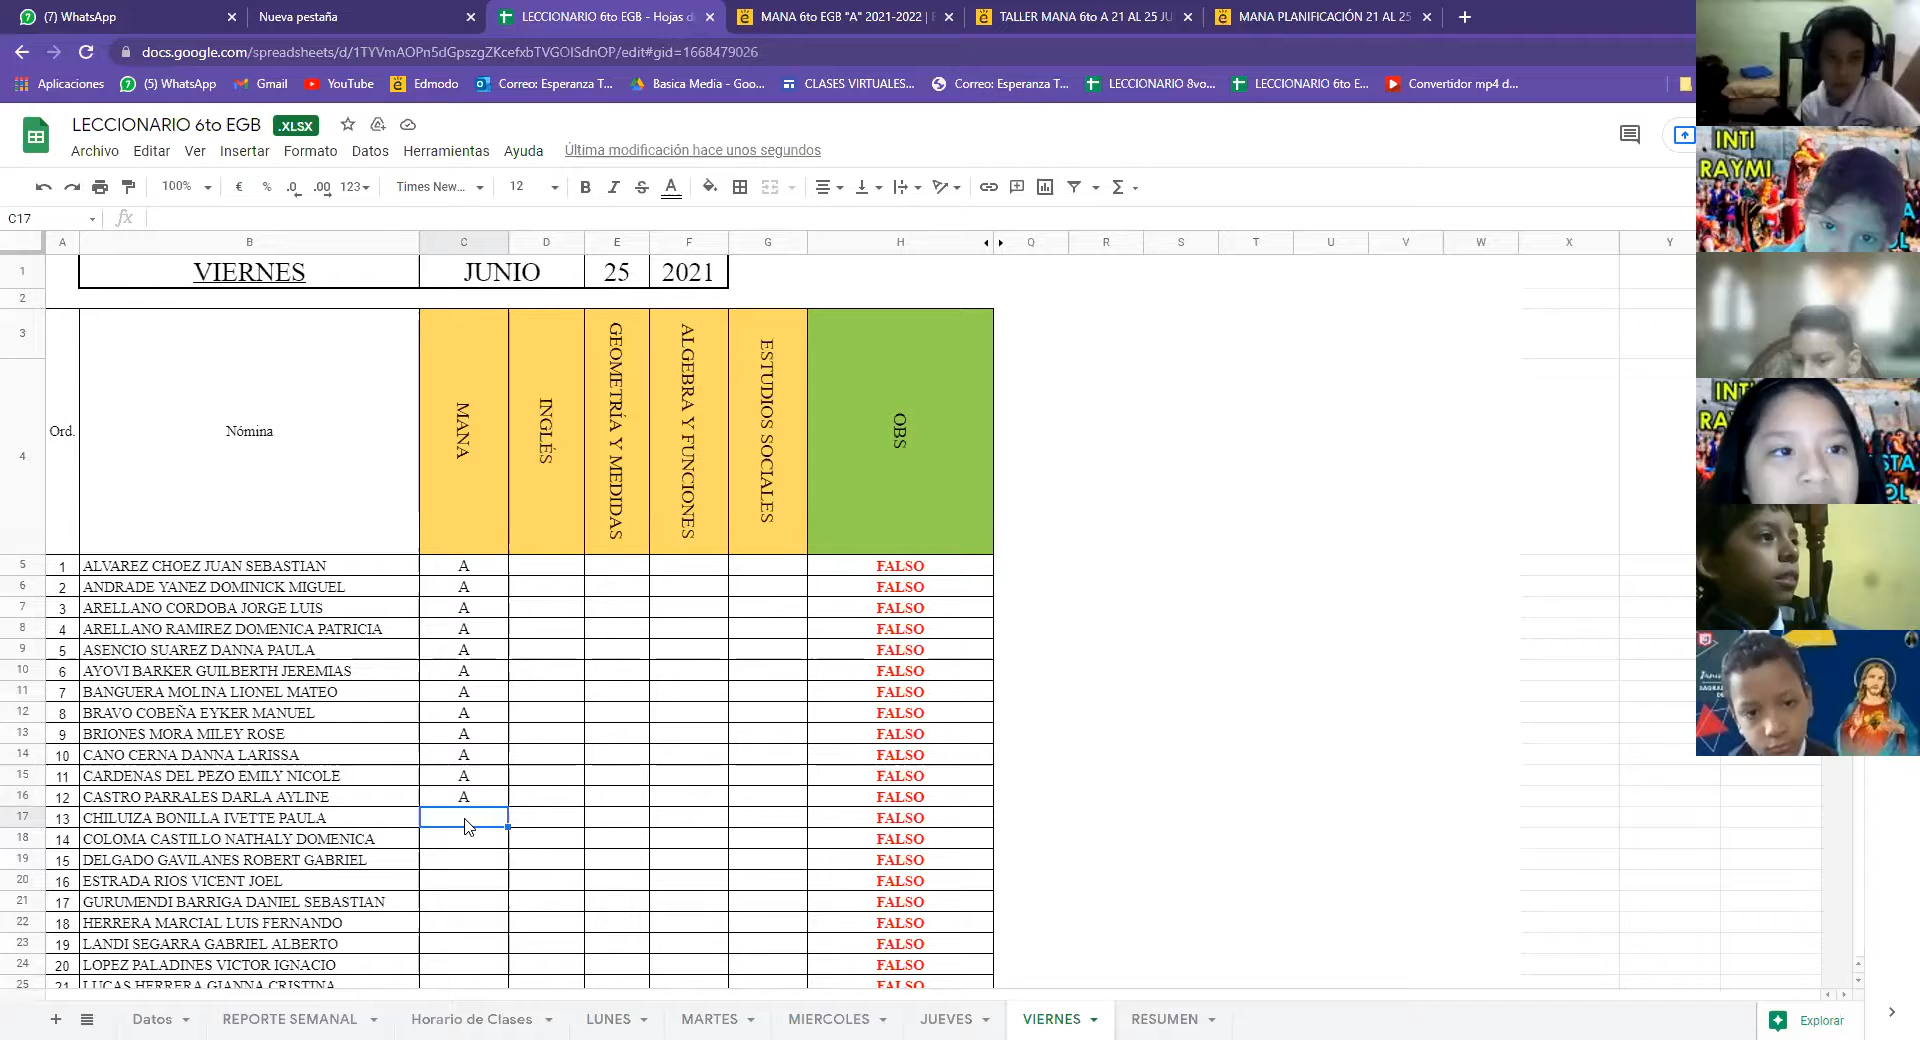 (7) WhatsApp
Nueva pestaña
LECCIONARIO 6to EGB - Hojas d
MANA 6to EGB "A" 2021-2022 | E
TALLER MANA 6to A 21 AL 25 JU
MANA PLANIFICACIÓN 21 AL 25
docs.google.com/spreadsheets/d/1TYVmAOPn5dGpszgZKcefxbTVGOISdnOP/edit#gid=1668479026
Aplicaciones
(5) WhatsApp
Gmail
YouTube
Edmodo
Correo: Esperanza T...
Basica Media - Goo...
CLASES VIRTUALES...
Correo: Esperanza T...
LECCIONARIO 8vo...
LECCIONARIO 6to E...
Convertidor mp4 d...
LECCIONARIO 6to EGB .XLSX
Archivo Editar Ver Insertar Formato Datos Herramientas Ayuda Última modificación hace unos segundos
100% € % .0 .00 123 Times New... 12 B I S A Σ
C17 fx
A B C D E F G H Q R S T U V W X Y
1 VIERNES JUNIO 25 2021
2
3
4 Ord. Nómina MANA INGLÉS GEOMETRÍA Y MEDIDAS ALGEBRA Y FUNCIONES ESTUDIOS SOCIALES OBS
5 1 ALVAREZ CHOEZ JUAN SEBASTIAN A FALSO
6 2 ANDRADE YANEZ DOMINICK MIGUEL A FALSO
7 3 ARELLANO CORDOBA JORGE LUIS A FALSO
8 4 ARELLANO RAMIREZ DOMENICA PATRICIA A FALSO
9 5 ASENCIO SUAREZ DANNA PAULA A FALSO
10 6 AYOVI BARKER GUILBERTH JEREMIAS A FALSO
11 7 BANGUERA MOLINA LIONEL MATEO A FALSO
12 8 BRAVO COBEÑA EYKER MANUEL A FALSO
13 9 BRIONES MORA MILEY ROSE A FALSO
14 10 CANO CERNA DANNA LARISSA A FALSO
15 11 CARDENAS DEL PEZO EMILY NICOLE A FALSO
16 12 CASTRO PARRALES DARLA AYLINE A FALSO
17 13 CHILUIZA BONILLA IVETTE PAULA FALSO
18 14 COLOMA CASTILLO NATHALY DOMENICA FALSO
19 15 DELGADO GAVILANES ROBERT GABRIEL FALSO
20 16 ESTRADA RIOS VICENT JOEL FALSO
21 17 GURUMENDI BARRIGA DANIEL SEBASTIAN FALSO
22 18 HERRERA MARCIAL LUIS FERNANDO FALSO
23 19 LANDI SEGARRA GABRIEL ALBERTO FALSO
24 20 LOPEZ PALADINES VICTOR IGNACIO FALSO
25 21 LUCAS HERRERA GIANNA CRISTINA
Datos REPORTE SEMANAL Horario de Clases LUNES MARTES MIERCOLES JUEVES VIERNES RESUMEN
Explorar
INTI
RAYMI